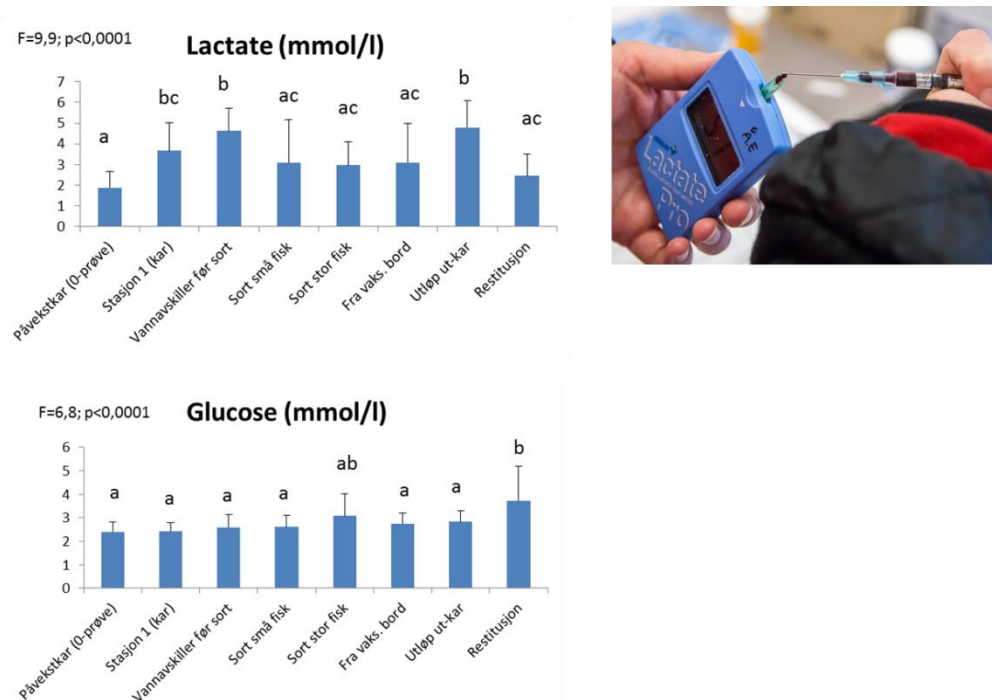 F=9,9; p<0,0001
Lactate (mmol/l)
7
6
5
4
3
2
1
0
a
bc
b
ac
ac
ac
b
ac
Påvekstkar (0-prøve)
Stasjon 1 (kar)
Vannavskiller før sort
Sort små fisk
Sort stor fisk
Fra vaks. bord
Utløp ut-kar
Restitusjon
Lactate
Pro
F=6,8; p<0,0001
Glucose (mmol/l)
6
5
4
3
2
1
0
a
a
a
a
ab
a
a
b
Påvekstkar (0-prøve)
Stasjon 1 (kar)
Vannavskiller før sort
Sort små fisk
Sort stor fisk
Fra vaks. bord
Utløp ut-kar
Restitusjon